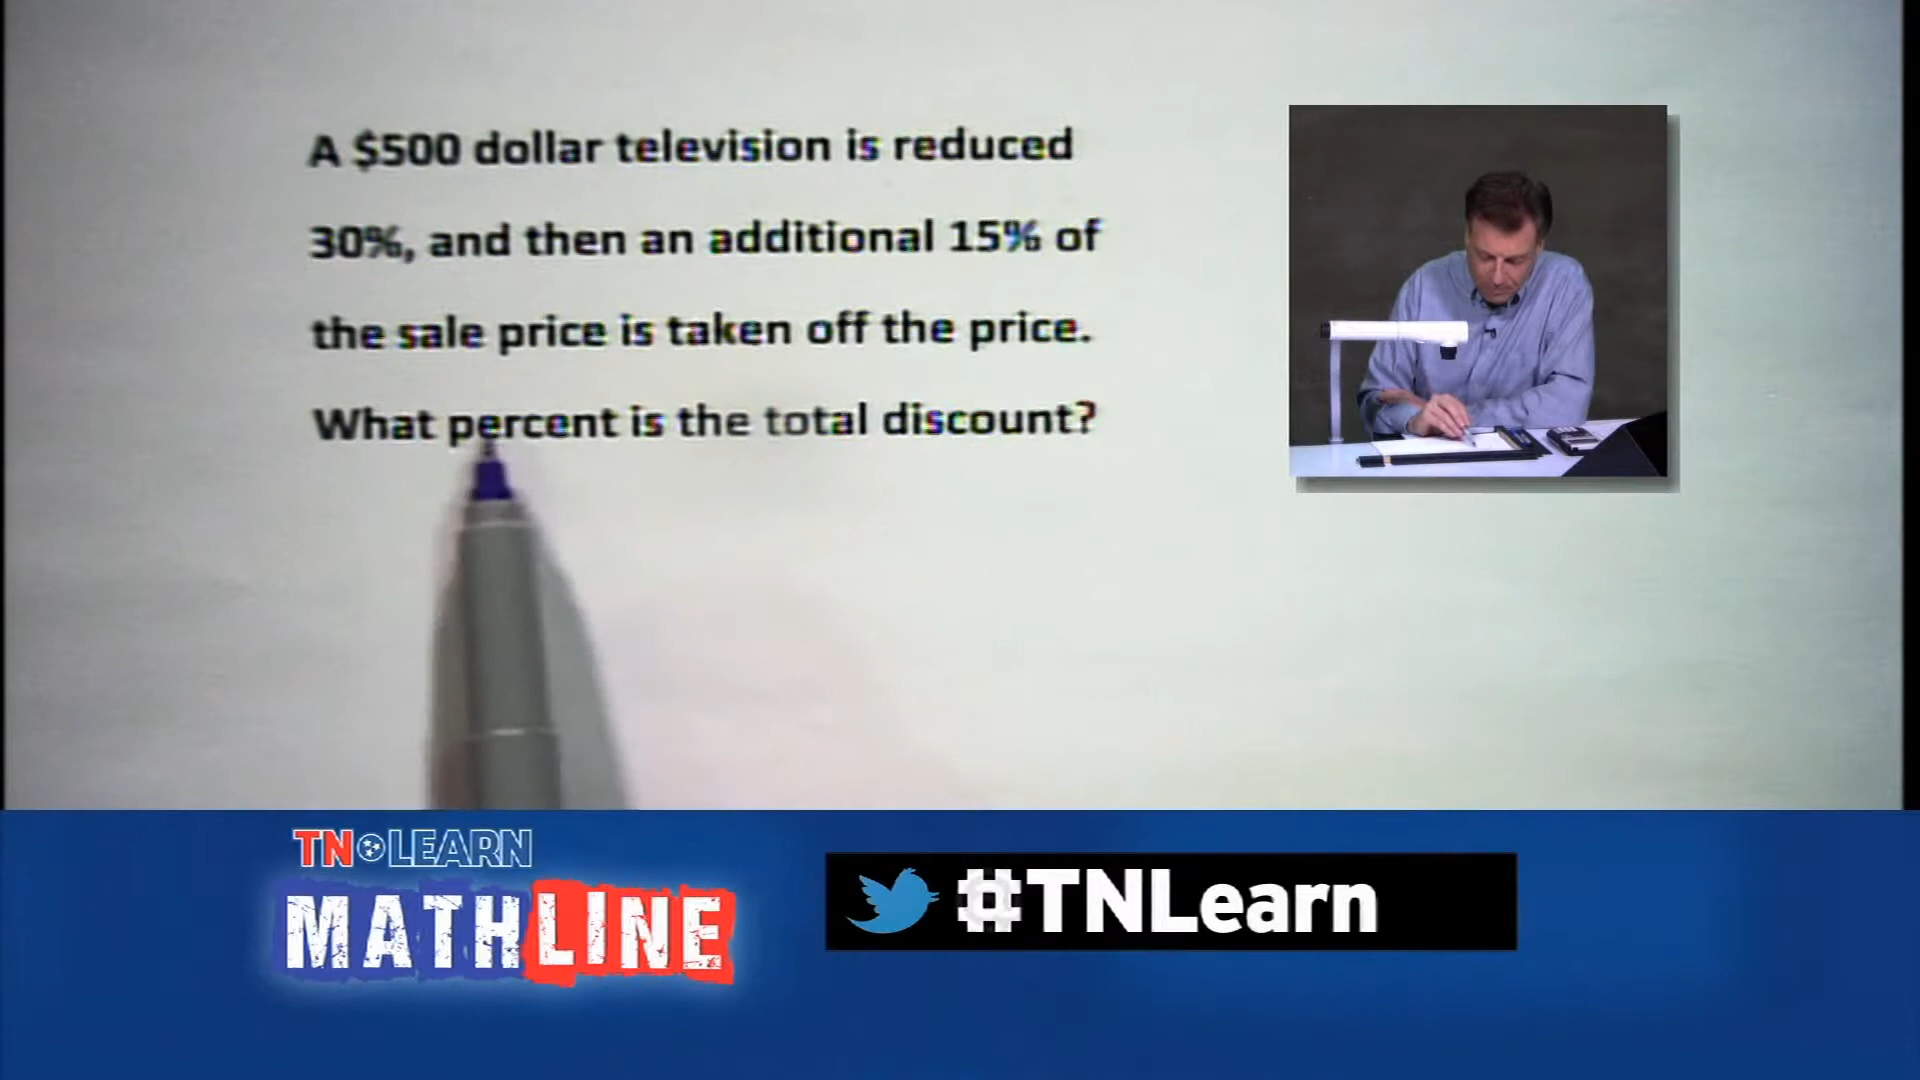 A $500 dollar television is reduced
30%, and then an additional 15% of
the sale price is taken off the price.
What percent is the total discount?
TN LEARN
MATHLINE
#TNLearn